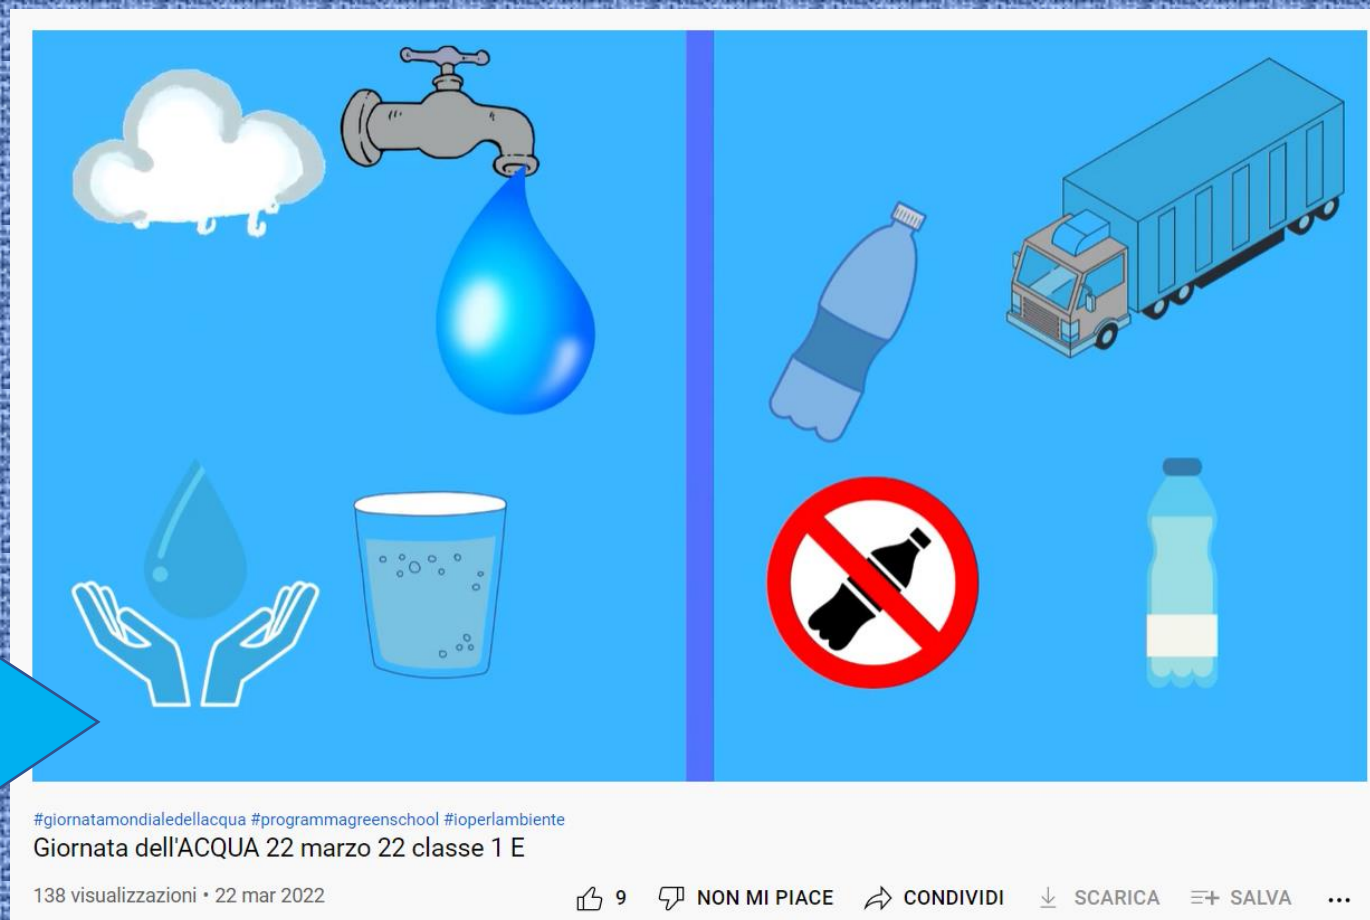 #giornatamondialedellacqua #programmagreenschool #ioperlambiente
Giornata dell'ACQUA 22 marzo 22 classe 1 E
138 visualizzazioni • 22 mar 2022 9 NON MI PIACE CONDIVIDI SCARICA SALVA ...